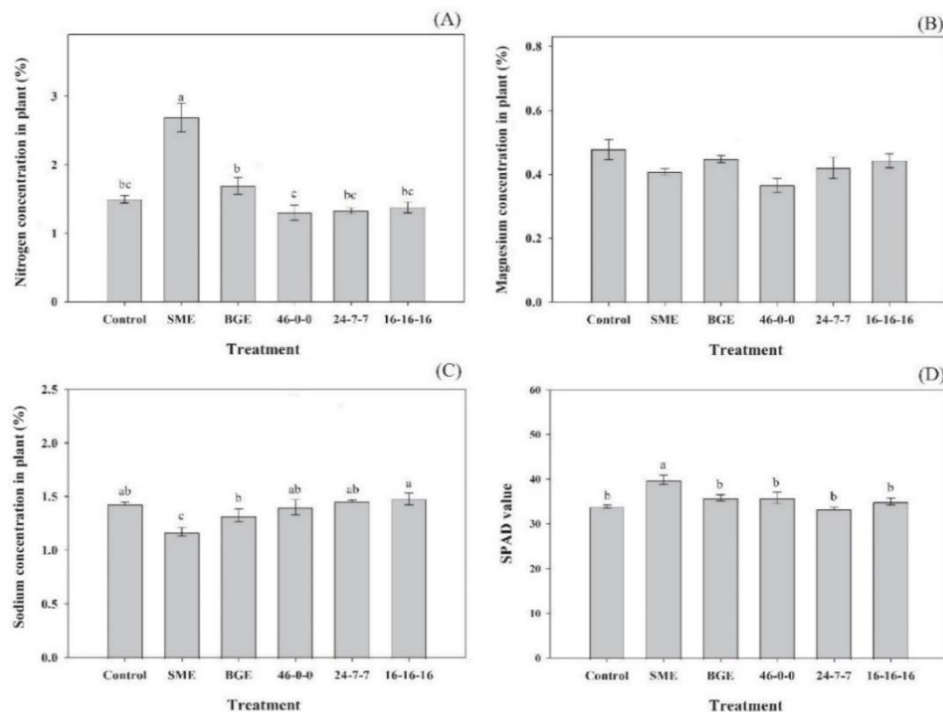 (A)
Nitrogen concentration in plant (%)
3
2
1
0
bc
a
b
c
bc
bc
Control SME BGE 46-0-0 24-7-7 16-16-16
Treatment
(B)
Magnesium concentration in plant (%)
0.8
0.6
0.4
0.2
0.0
Control SME BGE 46-0-0 24-7-7 16-16-16
Treatment
(C)
Sodium concentration in plant (%)
2.5
2.0
1.5
1.0
0.5
0.0
ab
c
b
ab
ab
a
Control SME BGE 46-0-0 24-7-7 16-16-16
Treatment
(D)
SPAD value
60
50
40
30
20
10
0
b
a
b
b
b
b
Control SME BGE 46-0-0 24-7-7 16-16-16
Treatment